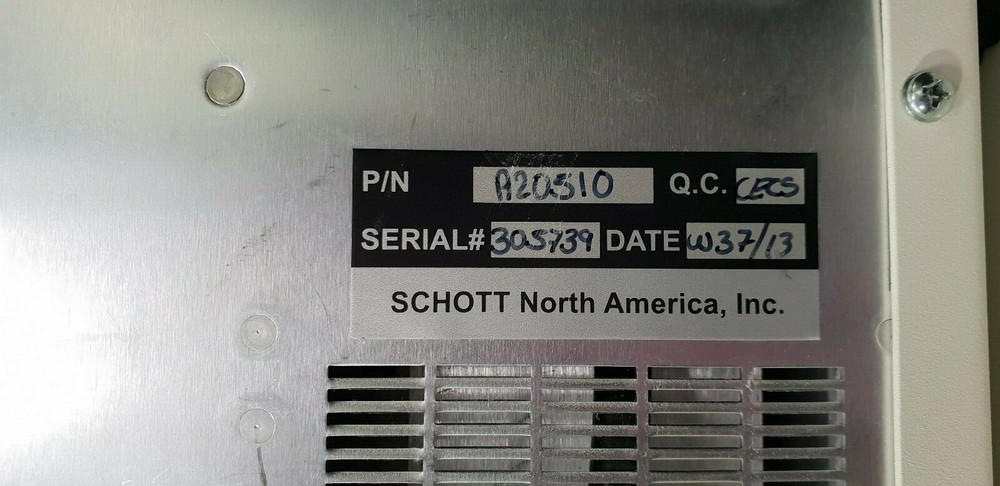 P/N A20510 Q.C. CECS
SERIAL# 305739 DATE W37/13
SCHOTT North America, Inc.